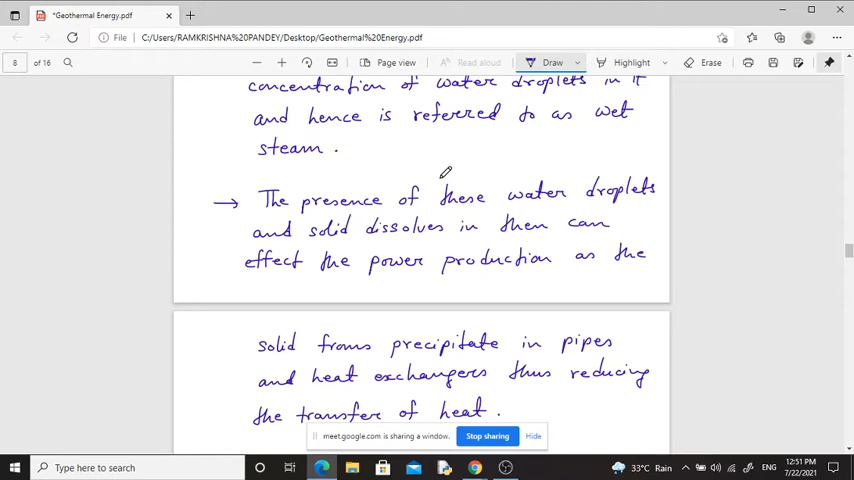 *Geothermal Energy.pdf
File C:/Users/RAMKRISHNA%20PANDEY/Desktop/Geothermal%20Energy.pdf
8 of 16 Page view Read aloud Draw Highlight Erase
concentration of water droplets in it
and hence is referred to as wet
steam.
→ The presence of these water droplets
and solid dissolves in then can
effect the power production as the
solid froms precipitate in pipes
and heat exchangers thus reducing
the transfer of heat.
meet.google.com is sharing a window. Stop sharing Hide
Type here to search 33°C Rain ENG 12:51 PM
7/22/2021